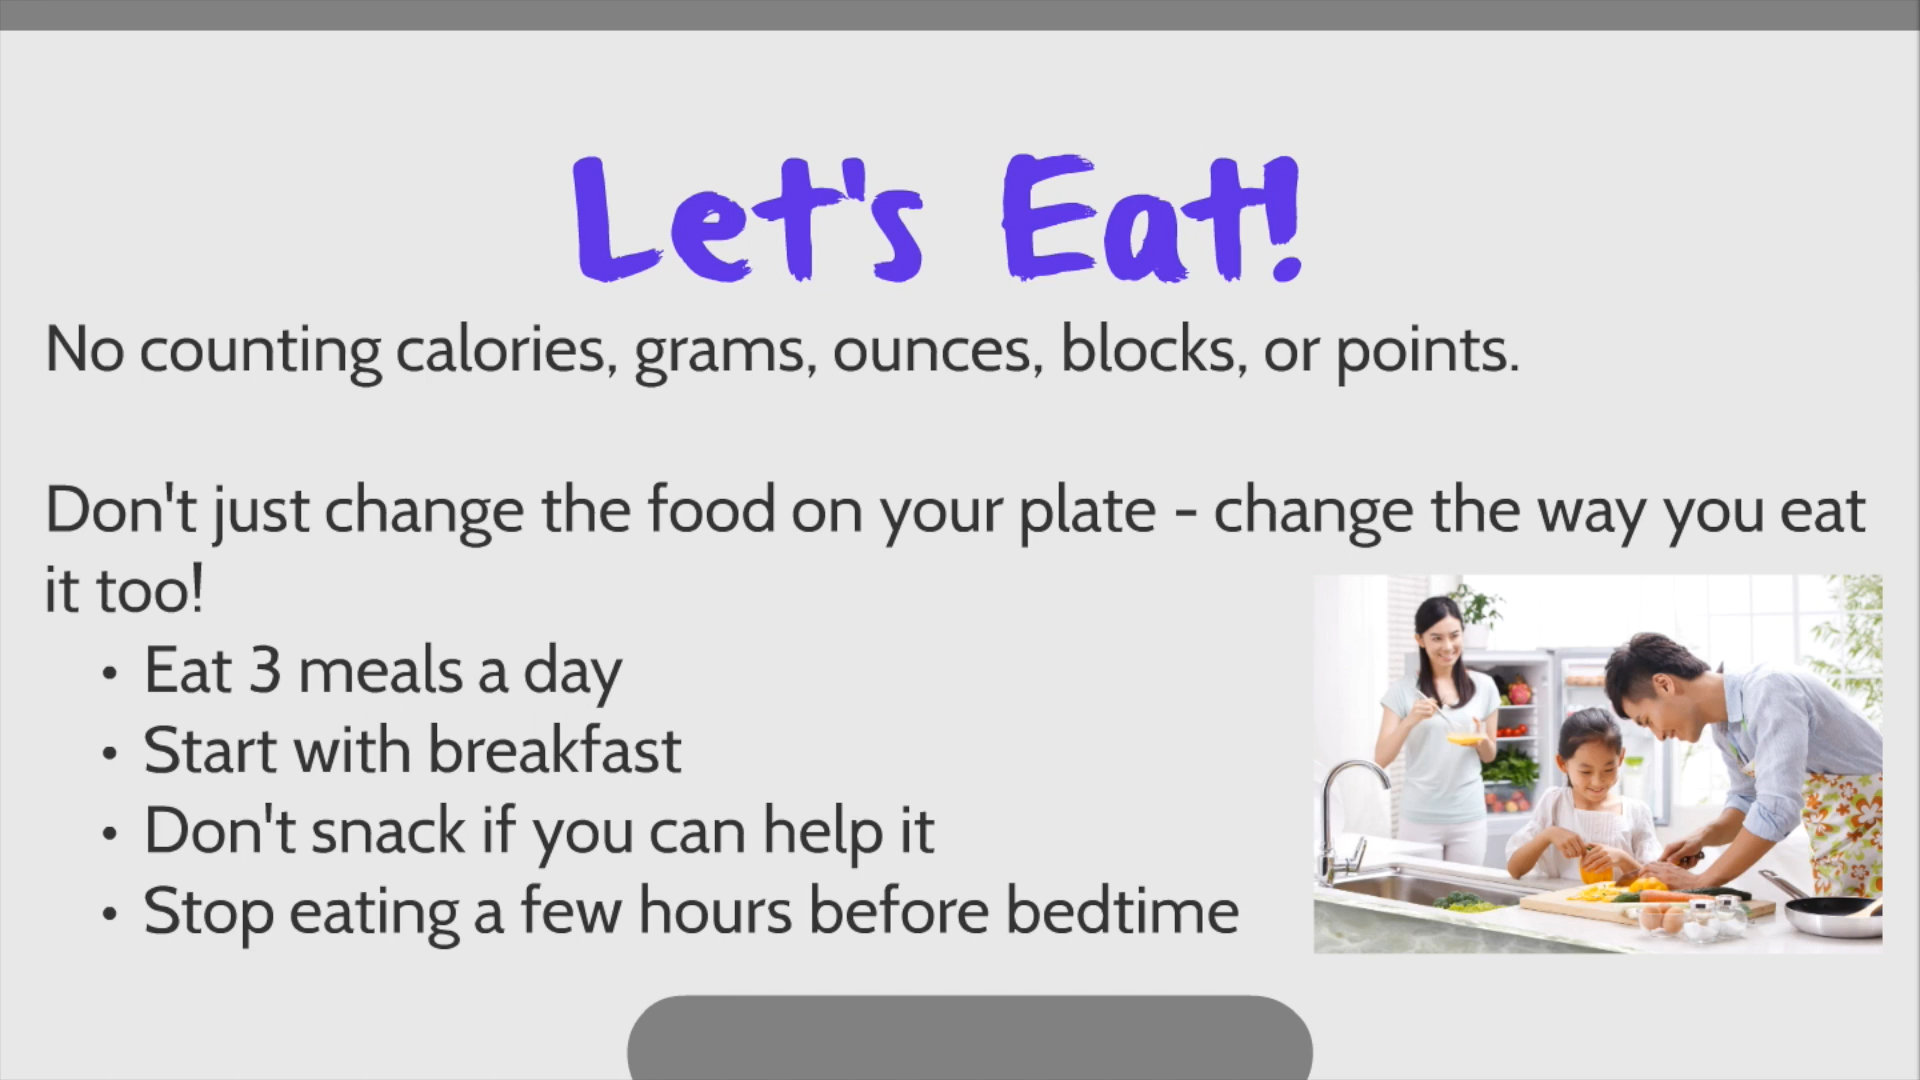 Let's Eat!
No counting calories, grams, ounces, blocks, or points.
Don't just change the food on your plate - change the way you eat
it too!
• Eat 3 meals a day
• Start with breakfast
• Don't snack if you can help it
• Stop eating a few hours before bedtime